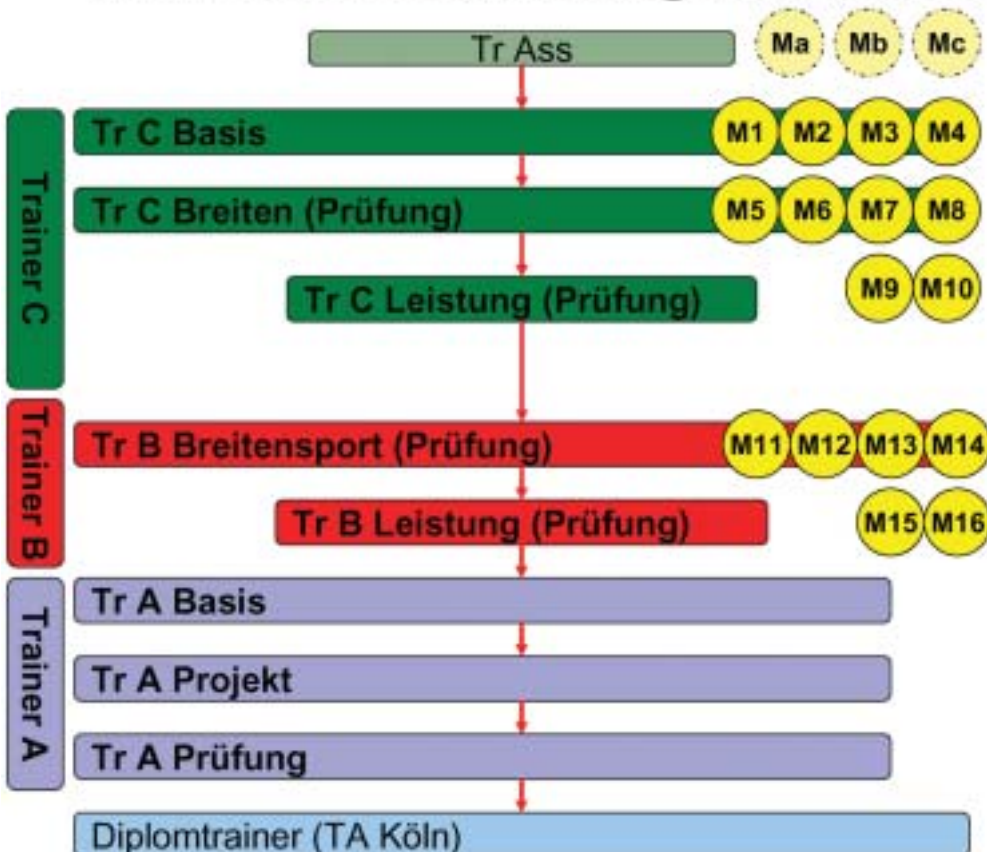 Tr Ass Ma Mb Mc
Trainer C
Tr C Basis M1 M2 M3 M4
Tr C Breiten (Prüfung) M5 M6 M7 M8
Tr C Leistung (Prüfung) M9 M10
Trainer B
Tr B Breitensport (Prüfung) M11 M12 M13 M14
Tr B Leistung (Prüfung) M15 M16
Trainer A
Tr A Basis
Tr A Projekt
Tr A Prüfung
Diplomtrainer (TA Köln)